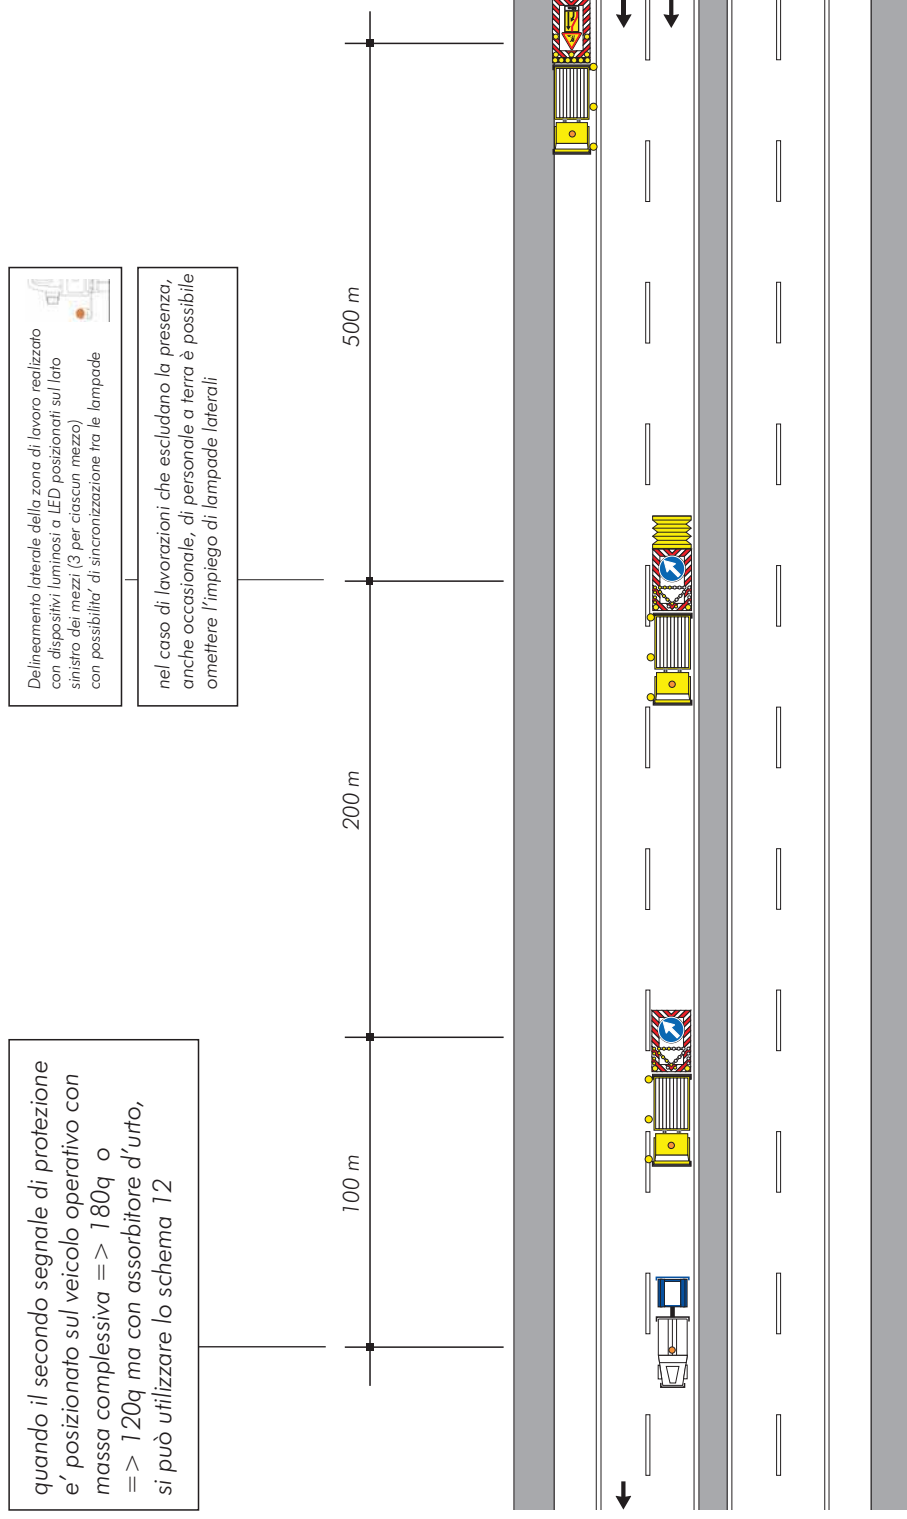 Delineamento laterale della zona di lavoro realizzato
con dispositivi luminosi a LED posizionati sul lato
sinistro dei mezzi (3 per ciascun mezzo)
con possibilita' di sincronizzazione tra le lampade
nel caso di lavorazioni che escludano la presenza,
anche occasionale, di personale a terra è possibile
omettere l'impiego di lampade laterali
500 m
200 m
100 m
quando il secondo segnale di protezione
e' posizionato sul veicolo operativo con
massa complessiva => 180q o
=> 120q ma con assorbitore d'urto,
si può utilizzare lo schema 12